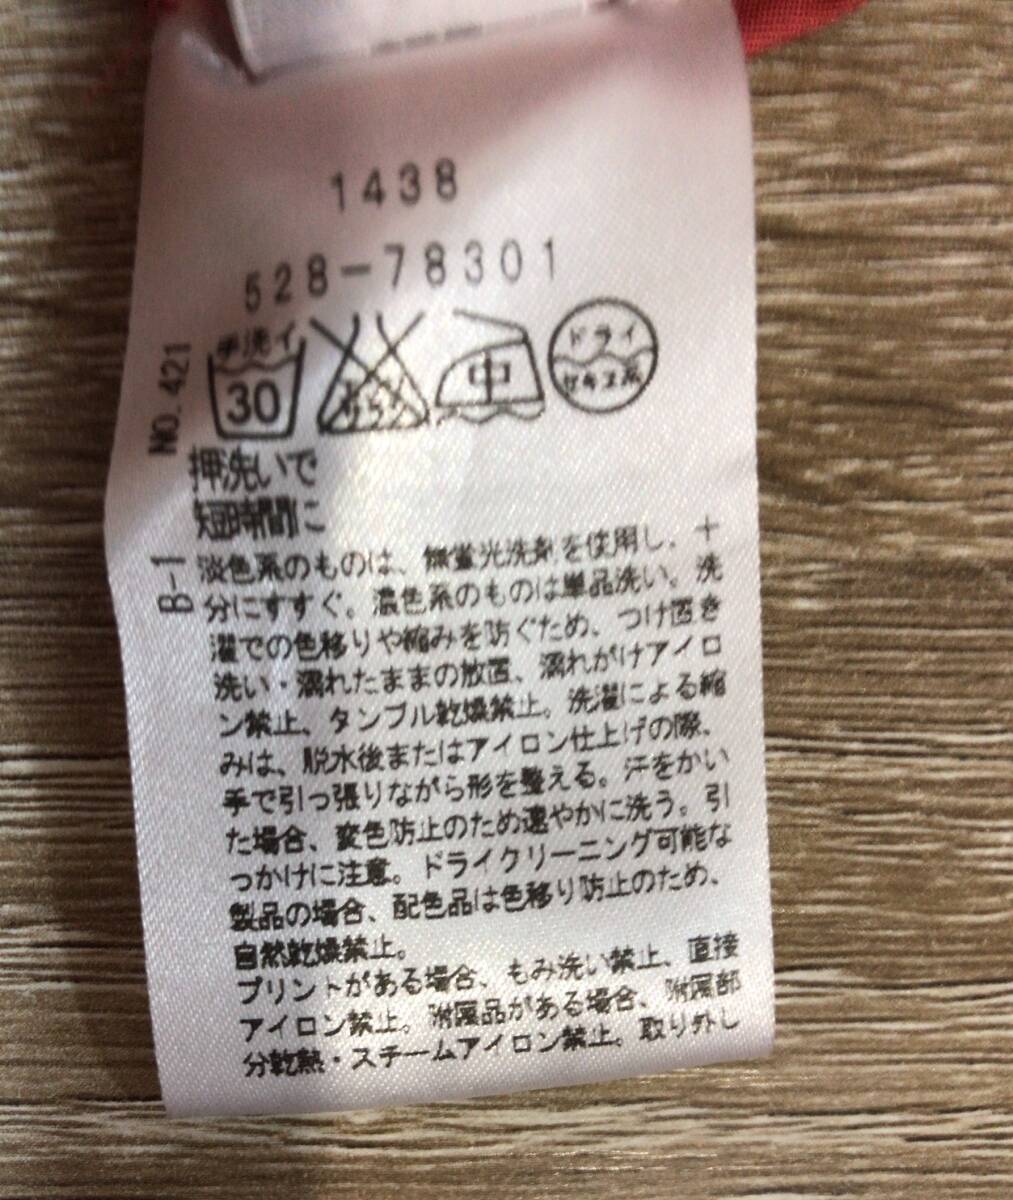 1438
528-78301
手洗イ
30
中
ドライ
セキユ系
NO. 421
押洗いで
短時間に
B-1
淡色系のものは、無蛍光洗剤を使用し、十
分にすすぐ。濃色系のものは単品洗い。洗
濯での色移りや縮みを防ぐため、つけ置き
洗い・濡れたままの放置、濡れがけアイロ
ン禁止、タンブル乾燥禁止。洗濯による縮
みは、脱水後またはアイロン仕上げの際、
手で引っ張りながら形を整える。汗をかい
た場合、変色防止のため速やかに洗う。引
っかけに注意。ドライクリーニング可能な
製品の場合、配色品は色移り防止のため、
自然乾燥禁止。
プリントがある場合、もみ洗い禁止、直接
アイロン禁止。附属品がある場合、附属部
分乾熱・スチームアイロン禁止。取り外し